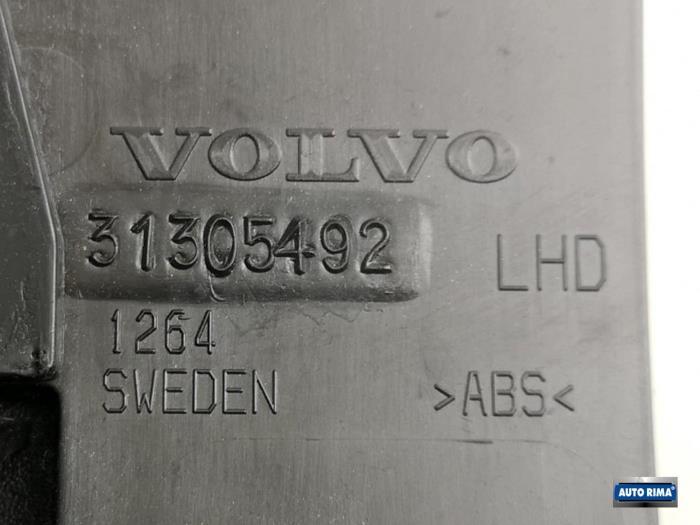 VOLVO
31305492
LHD
1264
SWEDEN >ABS<
AUTO RIMA